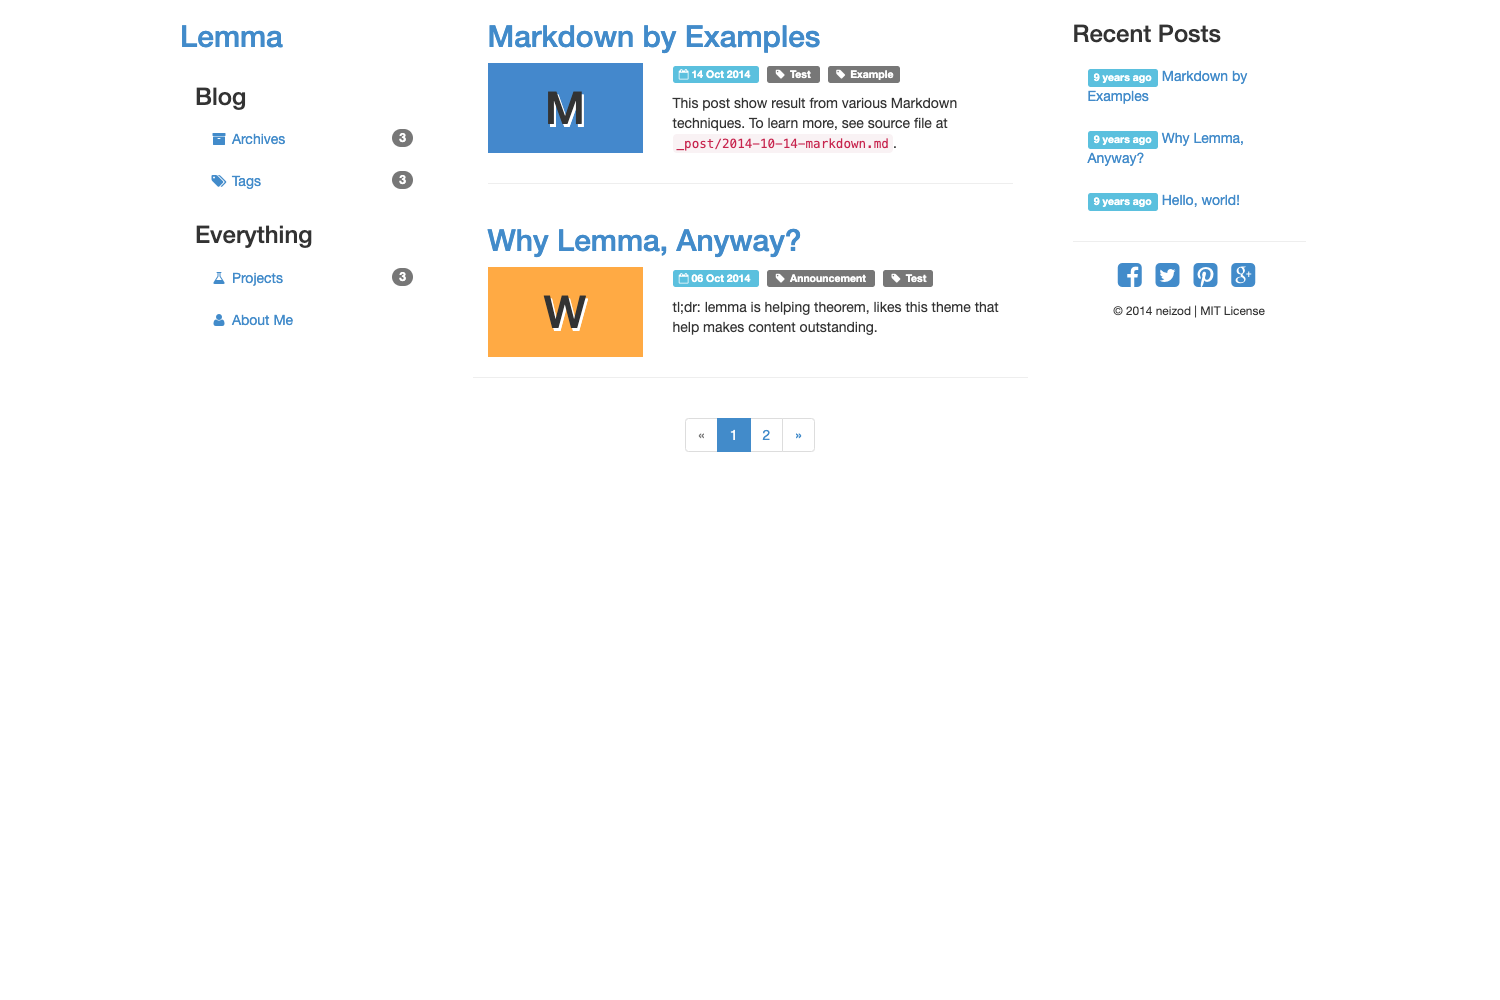 Lemma
Blog
Archives 3
Tags 3
Everything
Projects 3
About Me
Markdown by Examples
M
14 Oct 2014 Test Example
This post show result from various Markdown
techniques. To learn more, see source file at
_post/2014-10-14-markdown.md.
Why Lemma, Anyway?
W
06 Oct 2014 Announcement Test
tl;dr: lemma is helping theorem, likes this theme that
help makes content outstanding.
« 1 2 »
Recent Posts
9 years ago Markdown by
Examples
9 years ago Why Lemma,
Anyway?
9 years ago Hello, world!
© 2014 neizod | MIT License